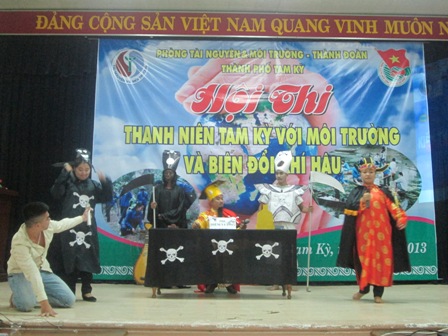 ĐẢNG CỘNG SẢN VIỆT NAM QUANG VINH MUÔN N
PHÒNG TÀI NGUYÊN & MÔI TRƯỜNG - THÀNH ĐOÀN
THÀNH PHỐ TAM KỲ
Hội Thi
THANH NIÊN TAM KỲ VỚI MÔI TRƯỜNG
VÀ BIẾN ĐỔI KHÍ HẬU
am Kỳ,
2013